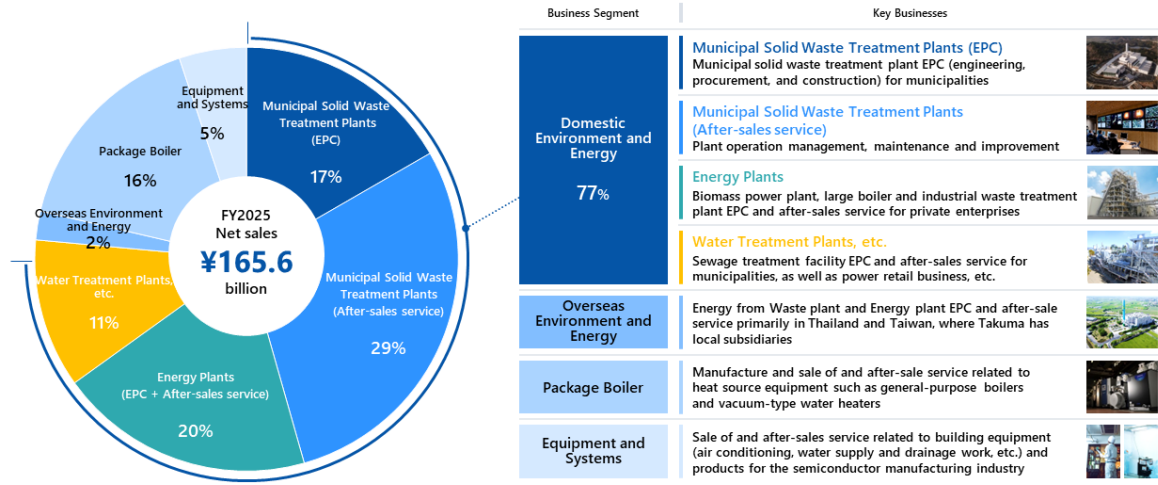 Equipment
and Systems
5%
Municipal Solid Waste
Treatment Plants
(EPC)
17%
Package Boiler
16%
Overseas Environment
and Energy
2%
Water Treatment Plants,
etc.
11%
FY2025
Net sales
¥165.6
billion
Municipal Solid Waste
Treatment Plants
(After-sales service)
29%
Energy Plants
(EPC + After-sales service)
20%
Business Segment
Key Businesses
Domestic
Environment and
Energy
77%
Municipal Solid Waste Treatment Plants (EPC)
Municipal solid waste treatment plant EPC (engineering,
procurement, and construction) for municipalities
Municipal Solid Waste Treatment Plants
(After-sales service)
Plant operation management, maintenance and improvement
Energy Plants
Biomass power plant, large boiler and industrial waste treatment
plant EPC and after-sales service for private enterprises
Water Treatment Plants, etc.
Sewage treatment facility EPC and after-sales service for
municipalities, as well as power retail business, etc.
Overseas
Environment and
Energy
Energy from Waste plant and Energy plant EPC and after-sale
service primarily in Thailand and Taiwan, where Takuma has
local subsidiaries
Package Boiler
Manufacture and sale of and after-sale service related to
heat source equipment such as general-purpose boilers
and vacuum-type water heaters
Equipment and
Systems
Sale of and after-sales service related to building equipment
(air conditioning, water supply and drainage work, etc.) and
products for the semiconductor manufacturing industry